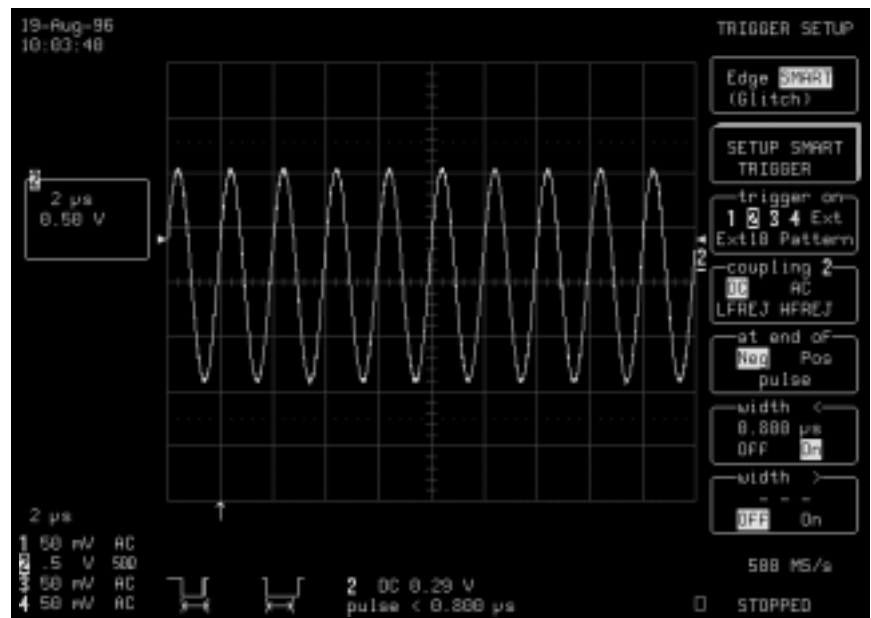 19-Aug-96
10:03:48
TRIGGER SETUP
Edge SMART
(Glitch)
SETUP SMART
TRIGGER
2
2 µs
0.50 V
trigger on
1 2 3 4 Ext
Ext10 Pattern
2
coupling 2
DC AC
LFREJ HFREJ
at end of
Neg Pos
pulse
width <
0.800 µs
OFF On
width >
- - -
OFF On
2 µs
1 50 mV AC
2 .5 V 50Ω
3 50 mV AC
4 50 mV AC
2 DC 0.29 V
pulse < 0.800 µs
500 MS/s
STOPPED